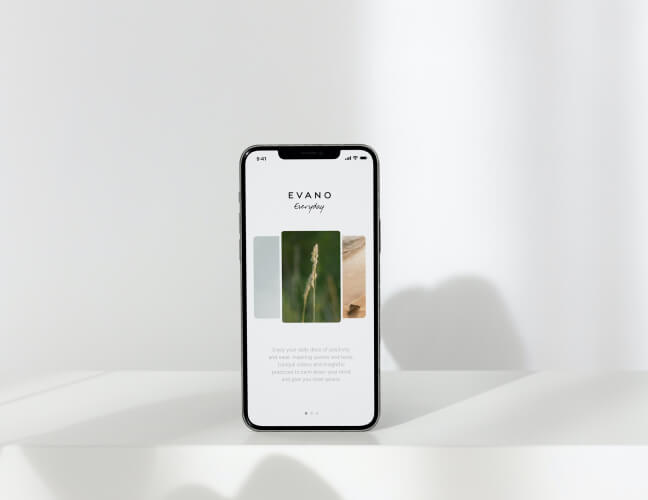 9:41
EVANO
Everyday
Enjoy your daily dose of positivity
and ease. Inspiring quotes and texts,
tranquil videos and insightful
practices to calm down your mind
and give you inner peace.